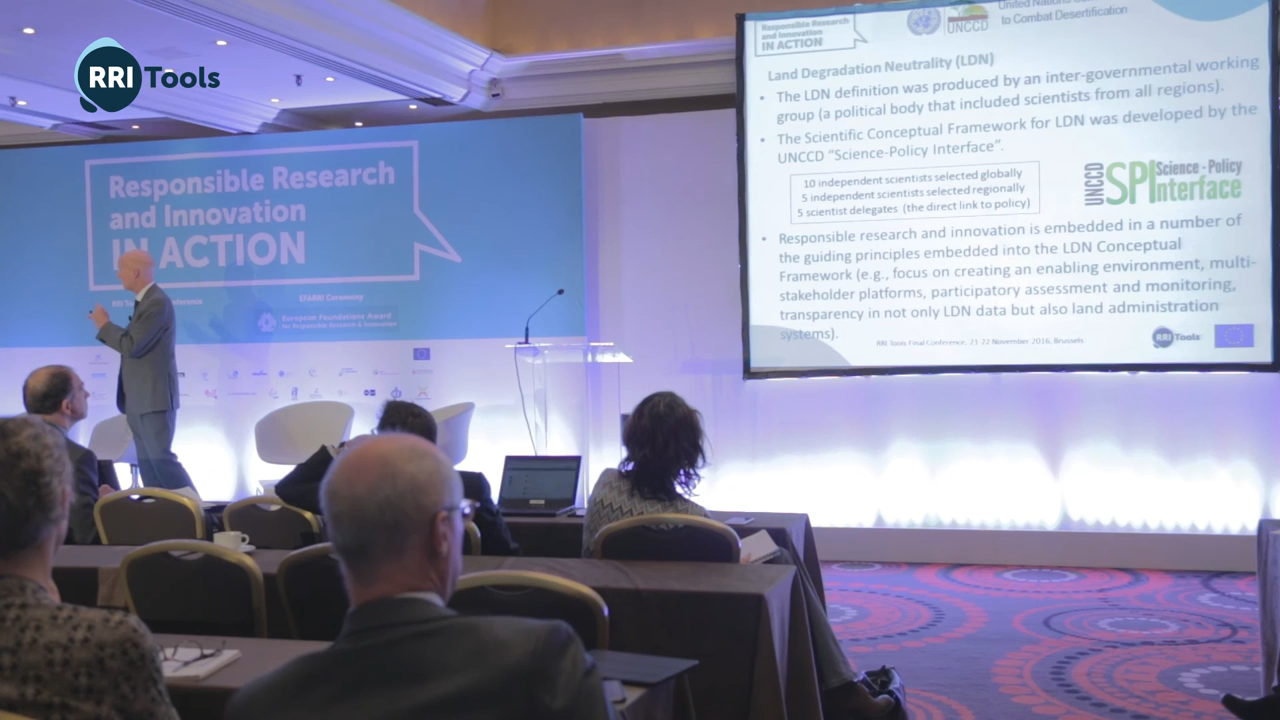 RRI Tools
Responsible Research
and Innovation
IN ACTION
EFARRI Ceremony
European Foundations Award
for Responsible Research & Innovation
Responsible Research
and Innovation
IN ACTION
UNCCD
to Combat Desertification
Land Degradation Neutrality (LDN)
• The LDN definition was produced by an inter-governmental working
group (a political body that included scientists from all regions).
• The Scientific Conceptual Framework for LDN was developed by the
UNCCD “Science-Policy Interface”.
10 independent scientists selected globally
5 independent scientists selected regionally
5 scientist delegates (the direct link to policy)
UNCCD
SPI
Science - Policy
Interface
• Responsible research and innovation is embedded in a number of
the guiding principles embedded into the LDN Conceptual
Framework (e.g., focus on creating an enabling environment, multi-
stakeholder platforms, participatory assessment and monitoring,
transparency in not only LDN data but also land administration
systems).
RRI Tools Final Conference, 21-22 November 2016, Brussels
RRI Tools